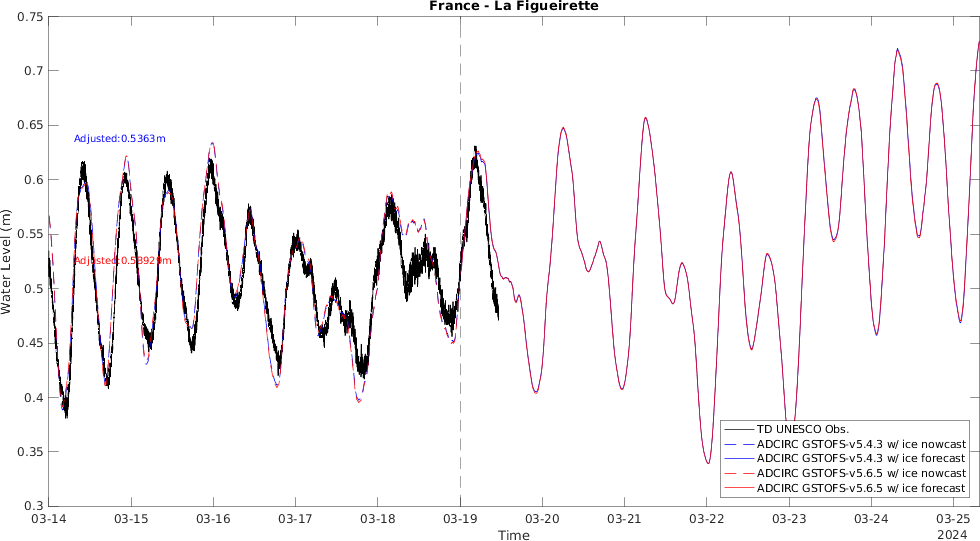 France - La Figueirette
0.75
0.7
0.65
0.6
0.55
0.5
0.45
0.4
0.35
0.3
Water Level (m)
Adjusted:0.5363m
Adjusted:0.53929m
TD UNESCO Obs.
ADCIRC GSTOFS-v5.4.3 w/ ice nowcast
ADCIRC GSTOFS-v5.4.3 w/ ice forecast
ADCIRC GSTOFS-v5.6.5 w/ ice nowcast
ADCIRC GSTOFS-v5.6.5 w/ ice forecast
03-14 03-15 03-16 03-17 03-18 03-19 03-20 03-21 03-22 03-23 03-24 03-25
Time
2024